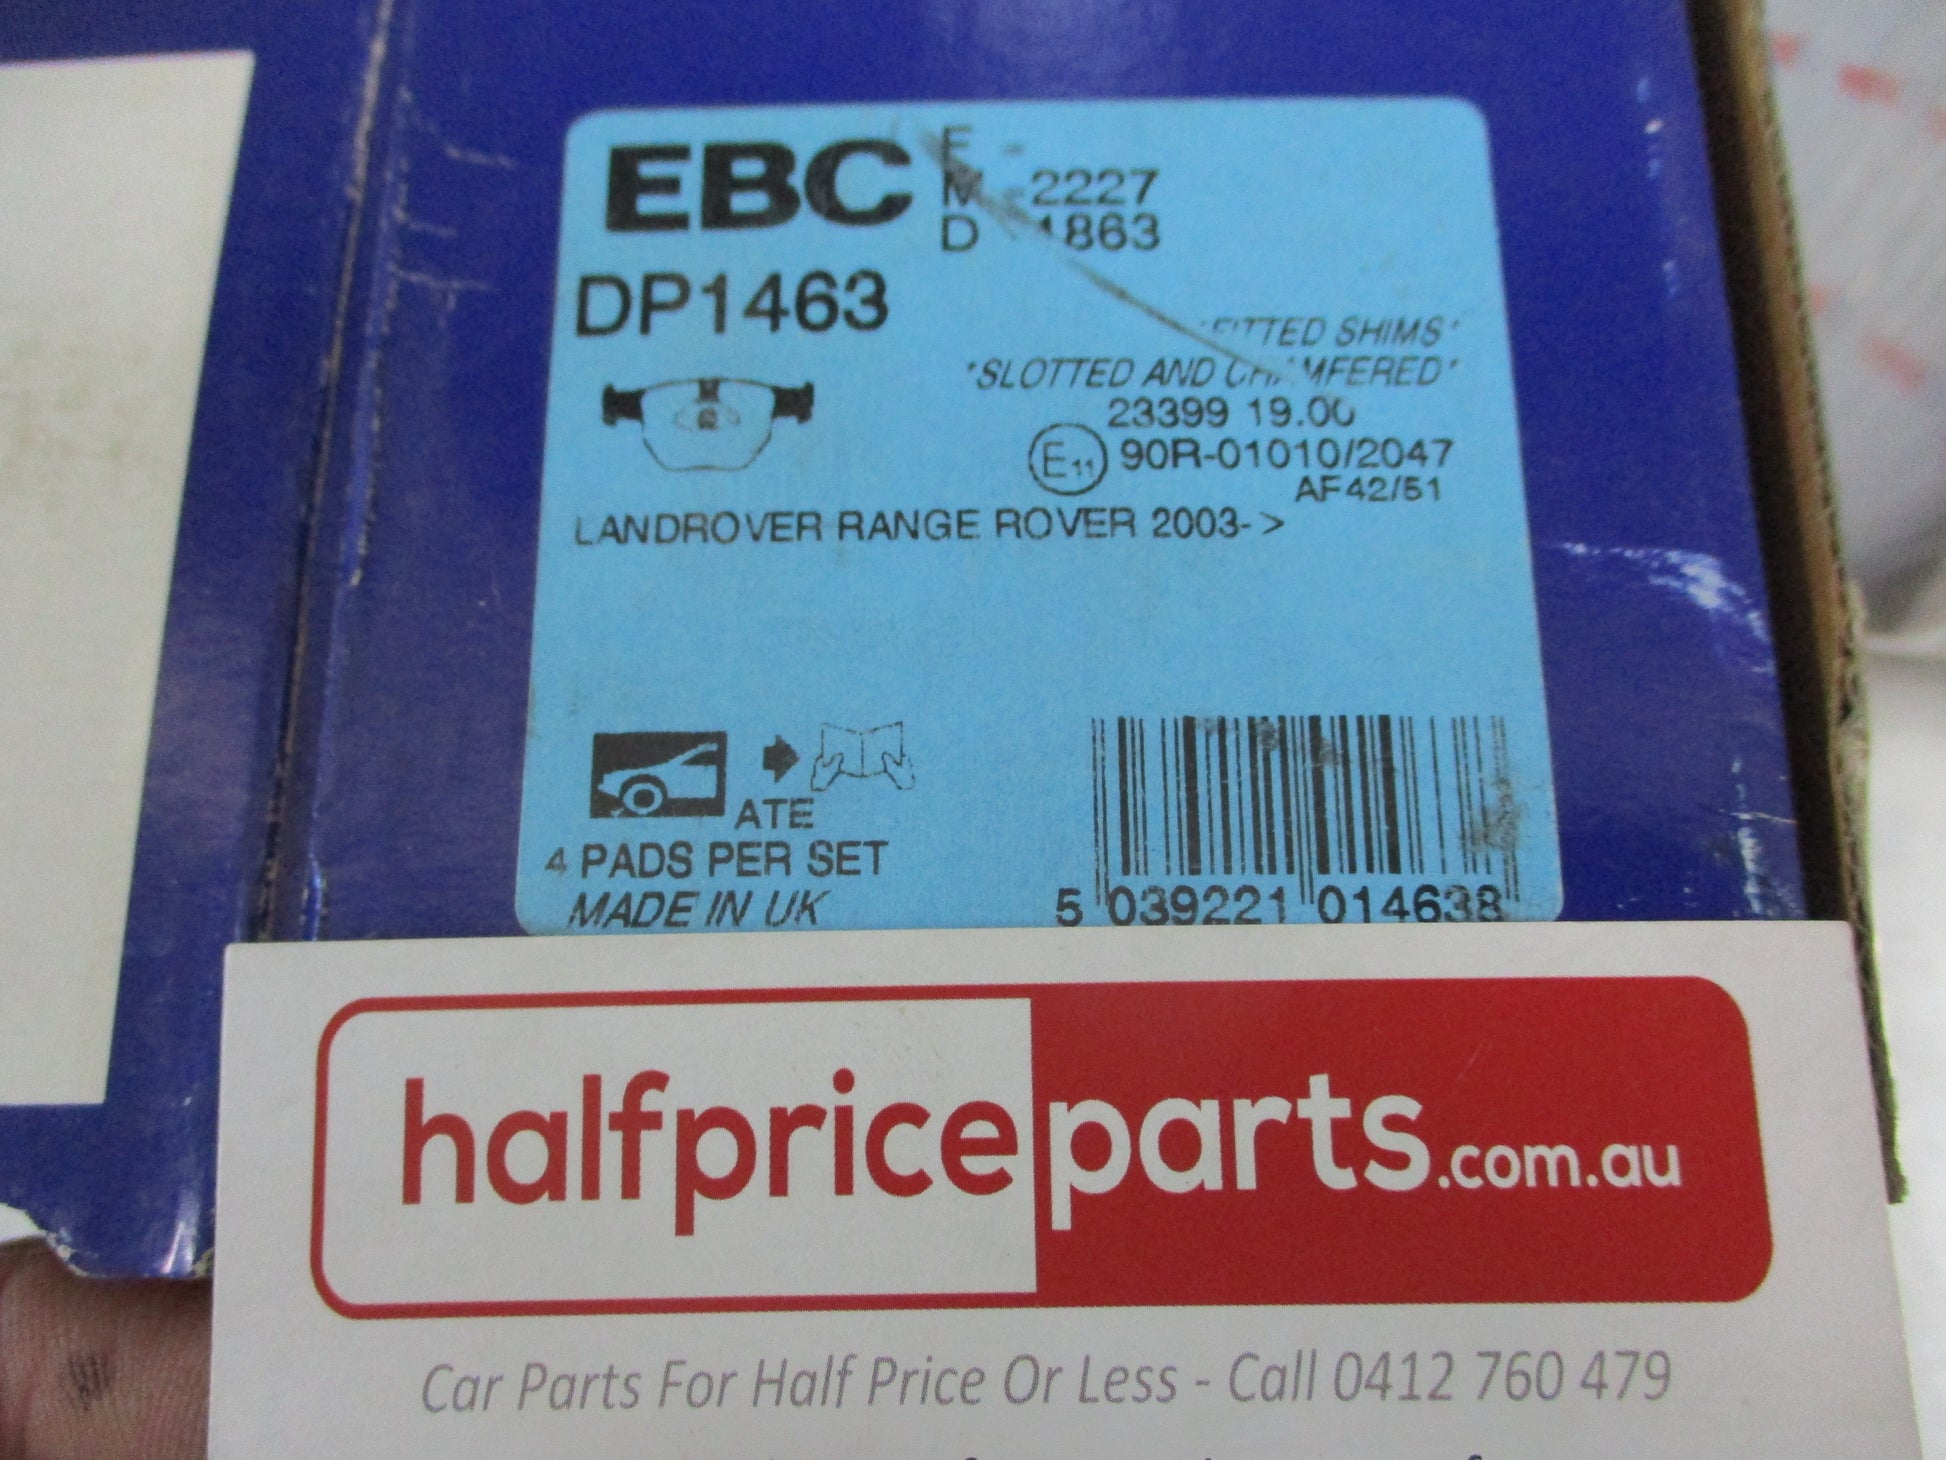 EBC
F -
M -2227
D 1863
DP1463
*FITTED SHIMS*
*SLOTTED AND CHAMFERED*
23399 19.00
E11 90R-01010/2047
AF42/51
LANDROVER RANGE ROVER 2003->
ATE
4 PADS PER SET
MADE IN UK
5 039221 014638
halfpriceparts.com.au
Car Parts For Half Price Or Less - Call 0412 760 479